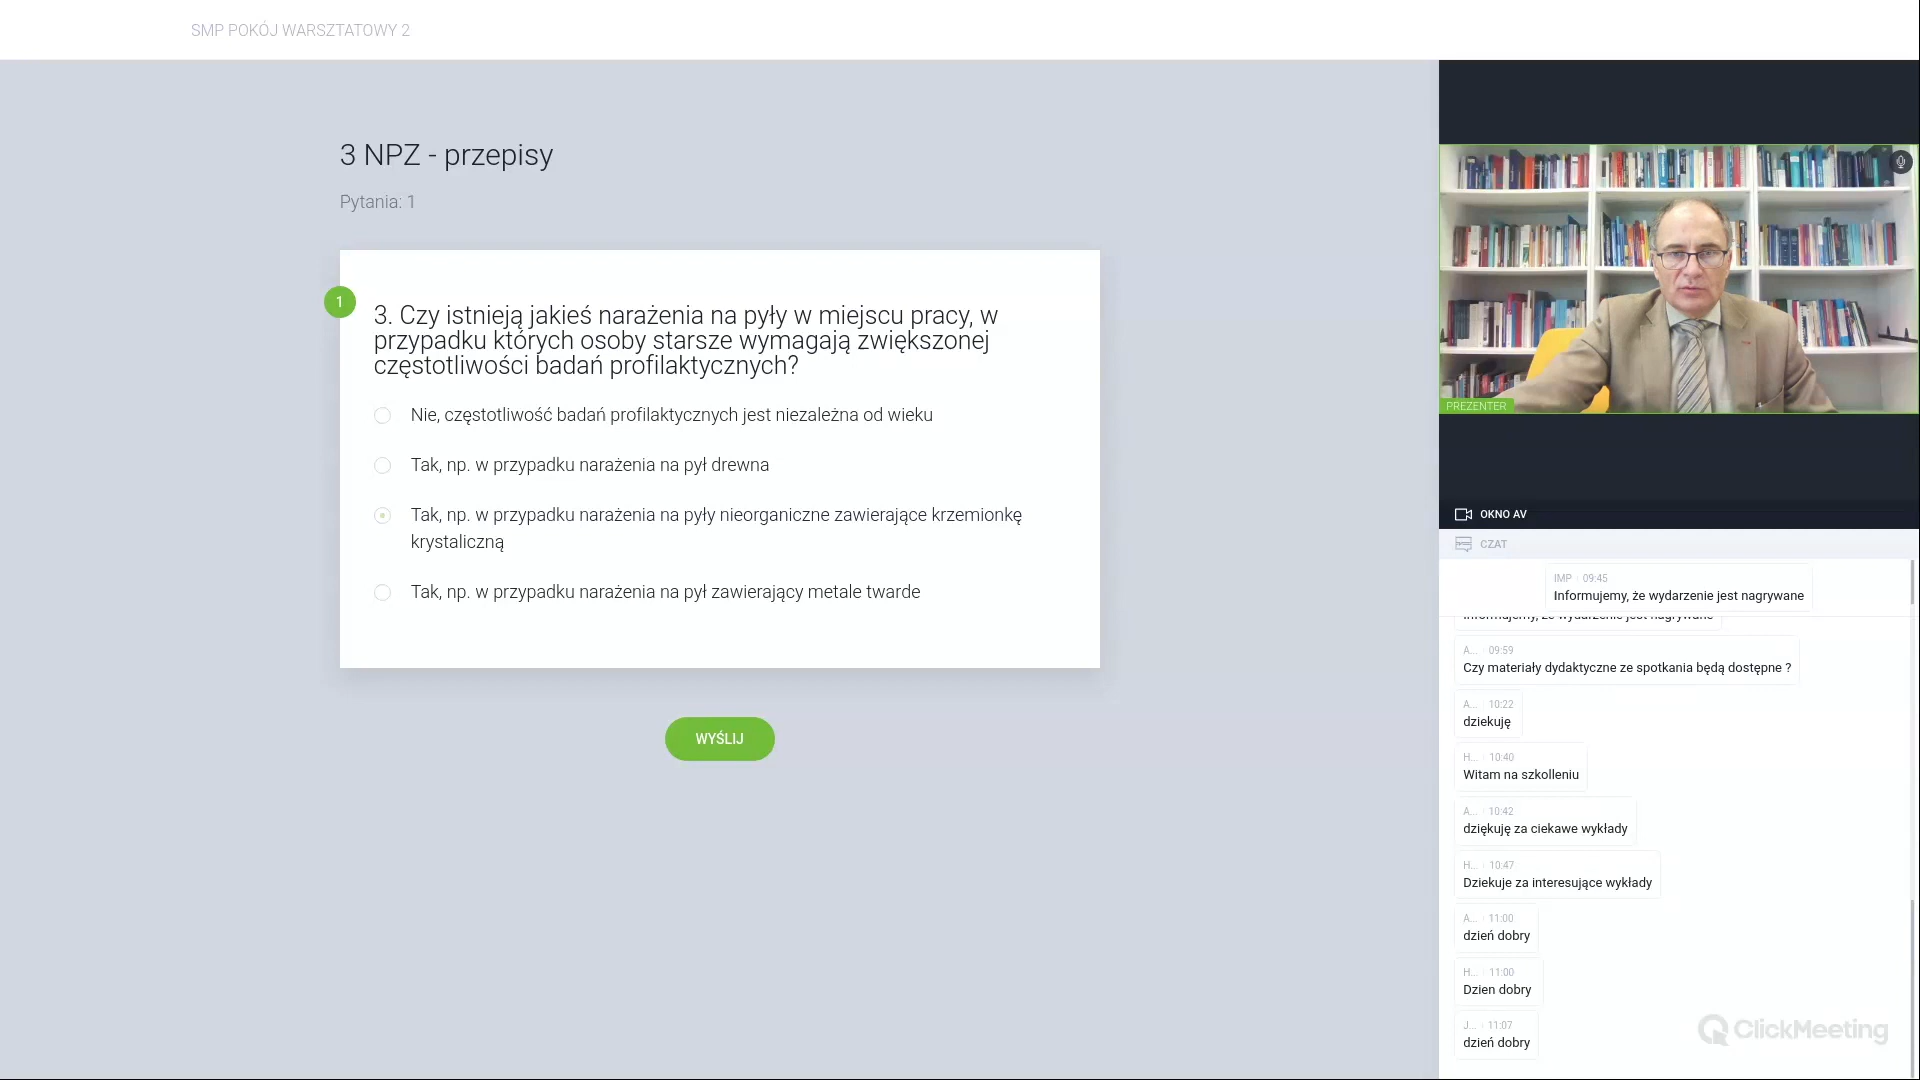 SMP POKÓJ WARSZTATOWY 2
3 NPZ - przepisy
Pytania: 1
1
3. Czy istnieją jakieś narażenia na pyły w miejscu pracy, w
przypadku których osoby starsze wymagają zwiększonej
częstotliwości badań profilaktycznych?
Nie, częstotliwość badań profilaktycznych jest niezależna od wieku
Tak, np. w przypadku narażenia na pył drewna
Tak, np. w przypadku narażenia na pyły nieorganiczne zawierające krzemionkę
krystaliczną
Tak, np. w przypadku narażenia na pył zawierający metale twarde
WYŚLIJ
PREZENTER
OKNO AV
CZAT
IMP · 09:45
Informujemy, że wydarzenie jest nagrywane
Informujemy, że wydarzenie jest nagrywane
A... · 09:59
Czy materiały dydaktyczne ze spotkania będą dostępne ?
A... · 10:22
dziekuję
H... · 10:40
Witam na szkolleniu
A... · 10:42
dziękuję za ciekawe wykłady
H... · 10:47
Dziekuje za interesujące wykłady
A... · 11:00
dzień dobry
H... · 11:00
Dzien dobry
J... · 11:07
dzień dobry
ClickMeeting